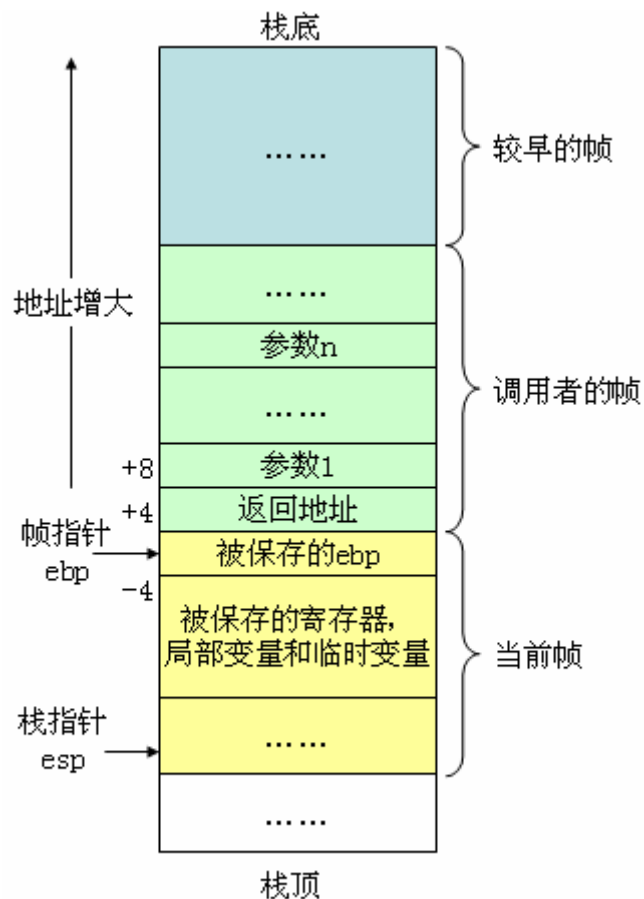 栈底
……
较早的帧
地址增大
……
参数n
……
调用者的帧
+8
参数1
+4
返回地址
帧指针
ebp
被保存的ebp
-4
被保存的寄存器，
局部变量和临时变量
当前帧
栈指针
esp
……
……
栈顶